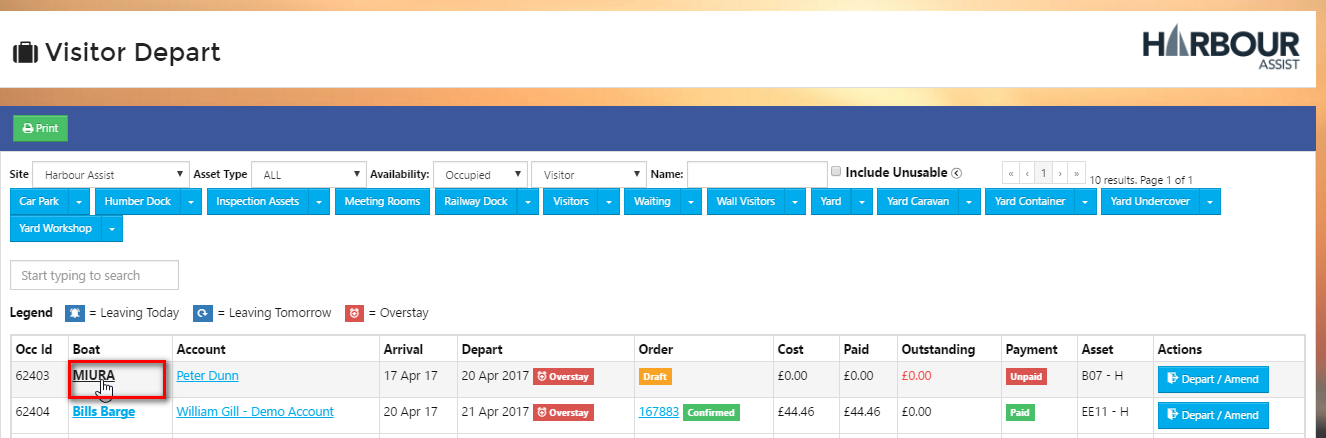 Visitor Depart
HARBOUR
ASSIST
Print
Site Harbour Assist Asset Type ALL Availability: Occupied Visitor Name: Include Unusable « ‹ 1 › » 10 results. Page 1 of 1
Car Park Humber Dock Inspection Assets Meeting Rooms Railway Dock Visitors Waiting Wall Visitors Yard Yard Caravan Yard Container Yard Undercover
Yard Workshop
Start typing to search
Legend = Leaving Today = Leaving Tomorrow = Overstay
Occ Id Boat Account Arrival Depart Order Cost Paid Outstanding Payment Asset Actions
62403 MIURA Peter Dunn 17 Apr 17 20 Apr 2017 Overstay Draft £0.00 £0.00 £0.00 Unpaid B07 - H Depart / Amend
62404 Bills Barge William Gill - Demo Account 20 Apr 17 21 Apr 2017 Overstay 167883 Confirmed £44.46 £44.46 £0.00 Paid EE11 - H Depart / Amend